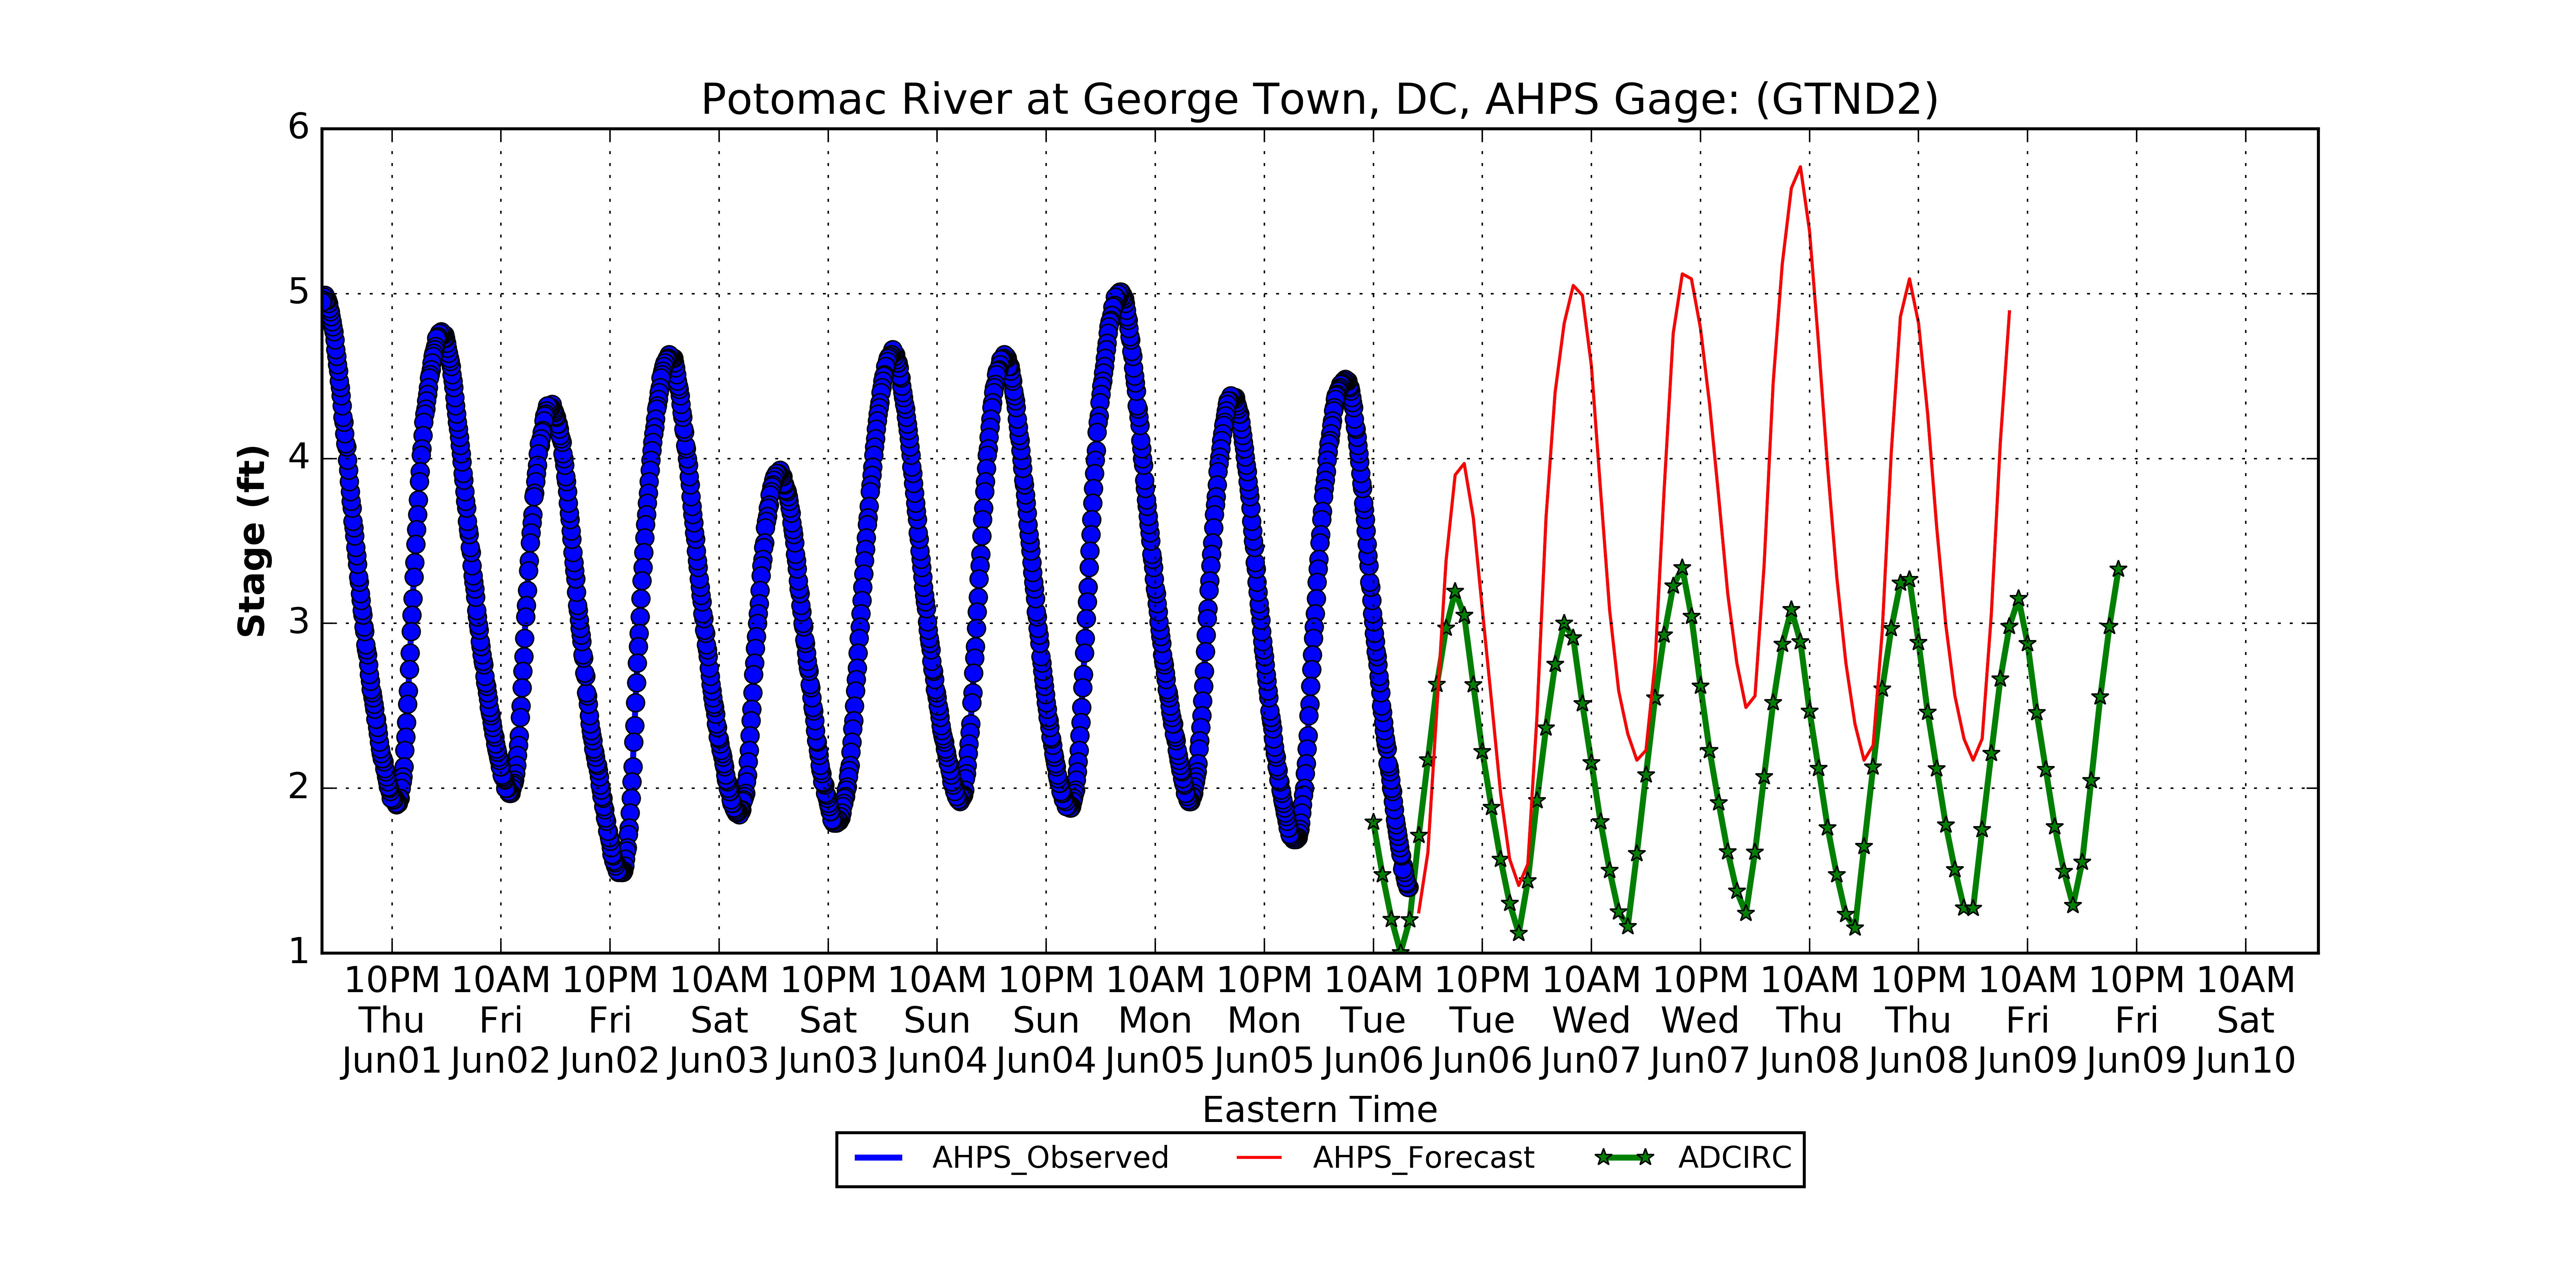 Potomac River at George Town, DC, AHPS Gage: (GTND2)
6
5
4
3
2
1
Stage (ft)
10PM 10AM 10PM 10AM 10PM 10AM 10PM 10AM 10PM 10AM 10PM 10AM 10PM 10AM 10PM 10AM 10PM 10AM
Thu Fri Fri Sat Sat Sun Sun Mon Mon Tue Tue Wed Wed Thu Thu Fri Fri Sat
Jun01 Jun02 Jun02 Jun03 Jun03 Jun04 Jun04 Jun05 Jun05 Jun06 Jun06 Jun07 Jun07 Jun08 Jun08 Jun09 Jun09 Jun10
Eastern Time
AHPS_Observed AHPS_Forecast ADCIRC